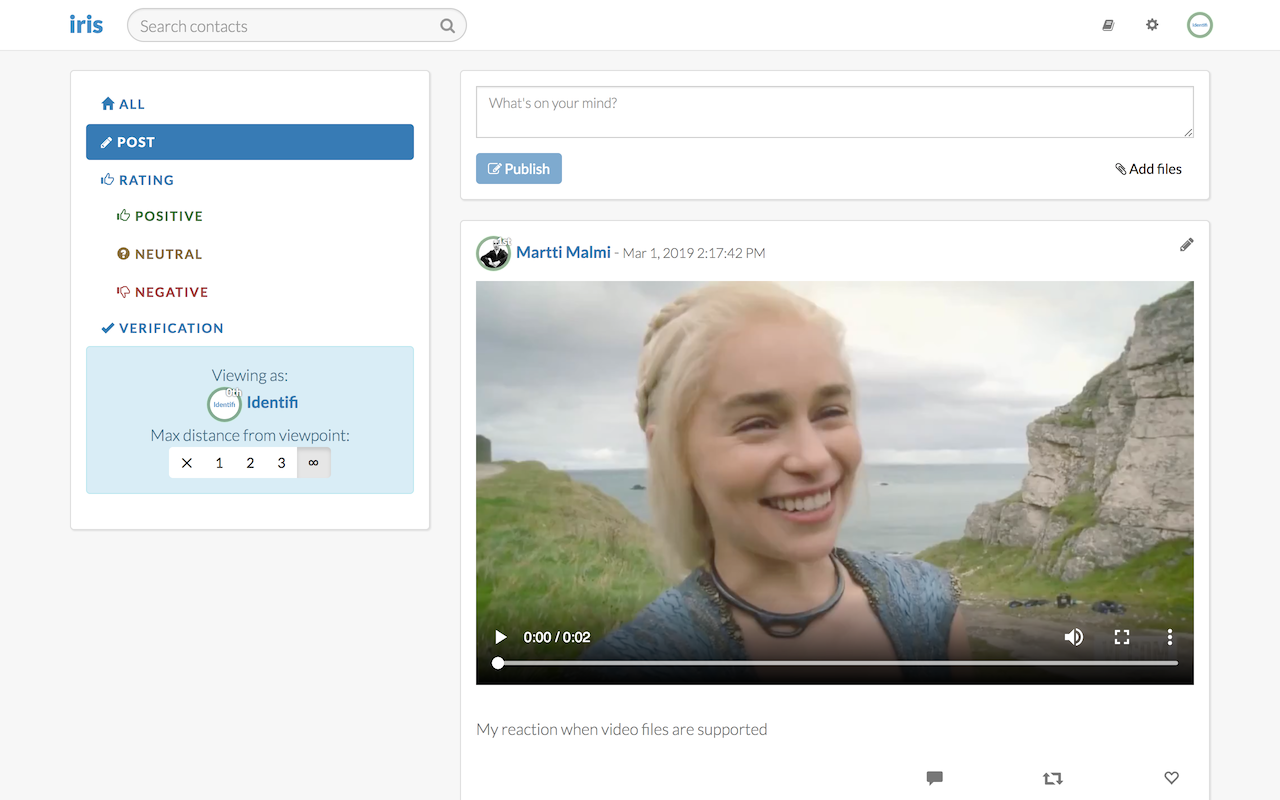 iris
Search contacts
Identifi
ALL
POST
RATING
POSITIVE
NEUTRAL
NEGATIVE
VERIFICATION
Viewing as:
0th
Identifi
Identifi
Max distance from viewpoint:
× 1 2 3 ∞
What's on your mind?
Publish
Add files
1st
Martti Malmi - Mar 1, 2019 2:17:42 PM
0:00 / 0:02
My reaction when video files are supported